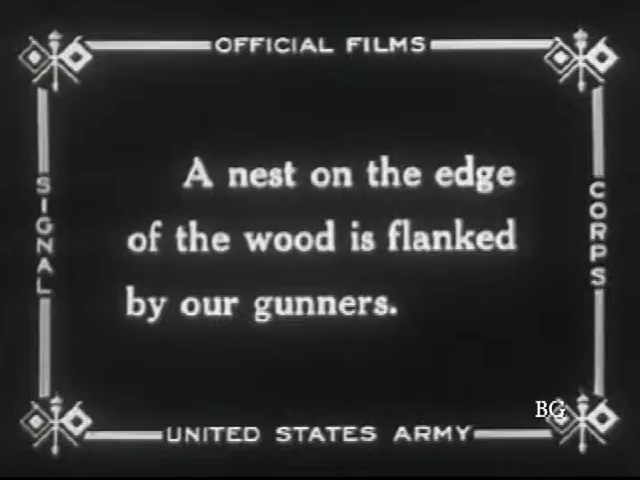 OFFICIAL FILMS
SIGNAL
CORPS
A nest on the edge
of the wood is flanked
by our gunners.
BG
UNITED STATES ARMY